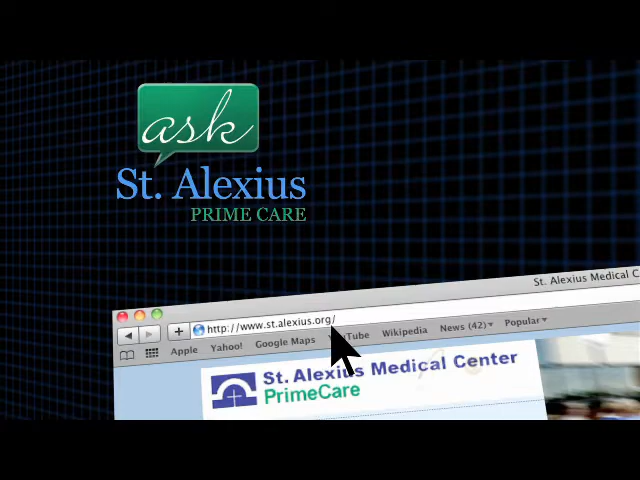 ask
St. Alexius
PRIME CARE
St. Alexius Medical C
http://www.st.alexius.org/
Apple Yahoo! Google Maps YouTube Wikipedia News (42) Popular
St. Alexius Medical Center
PrimeCare